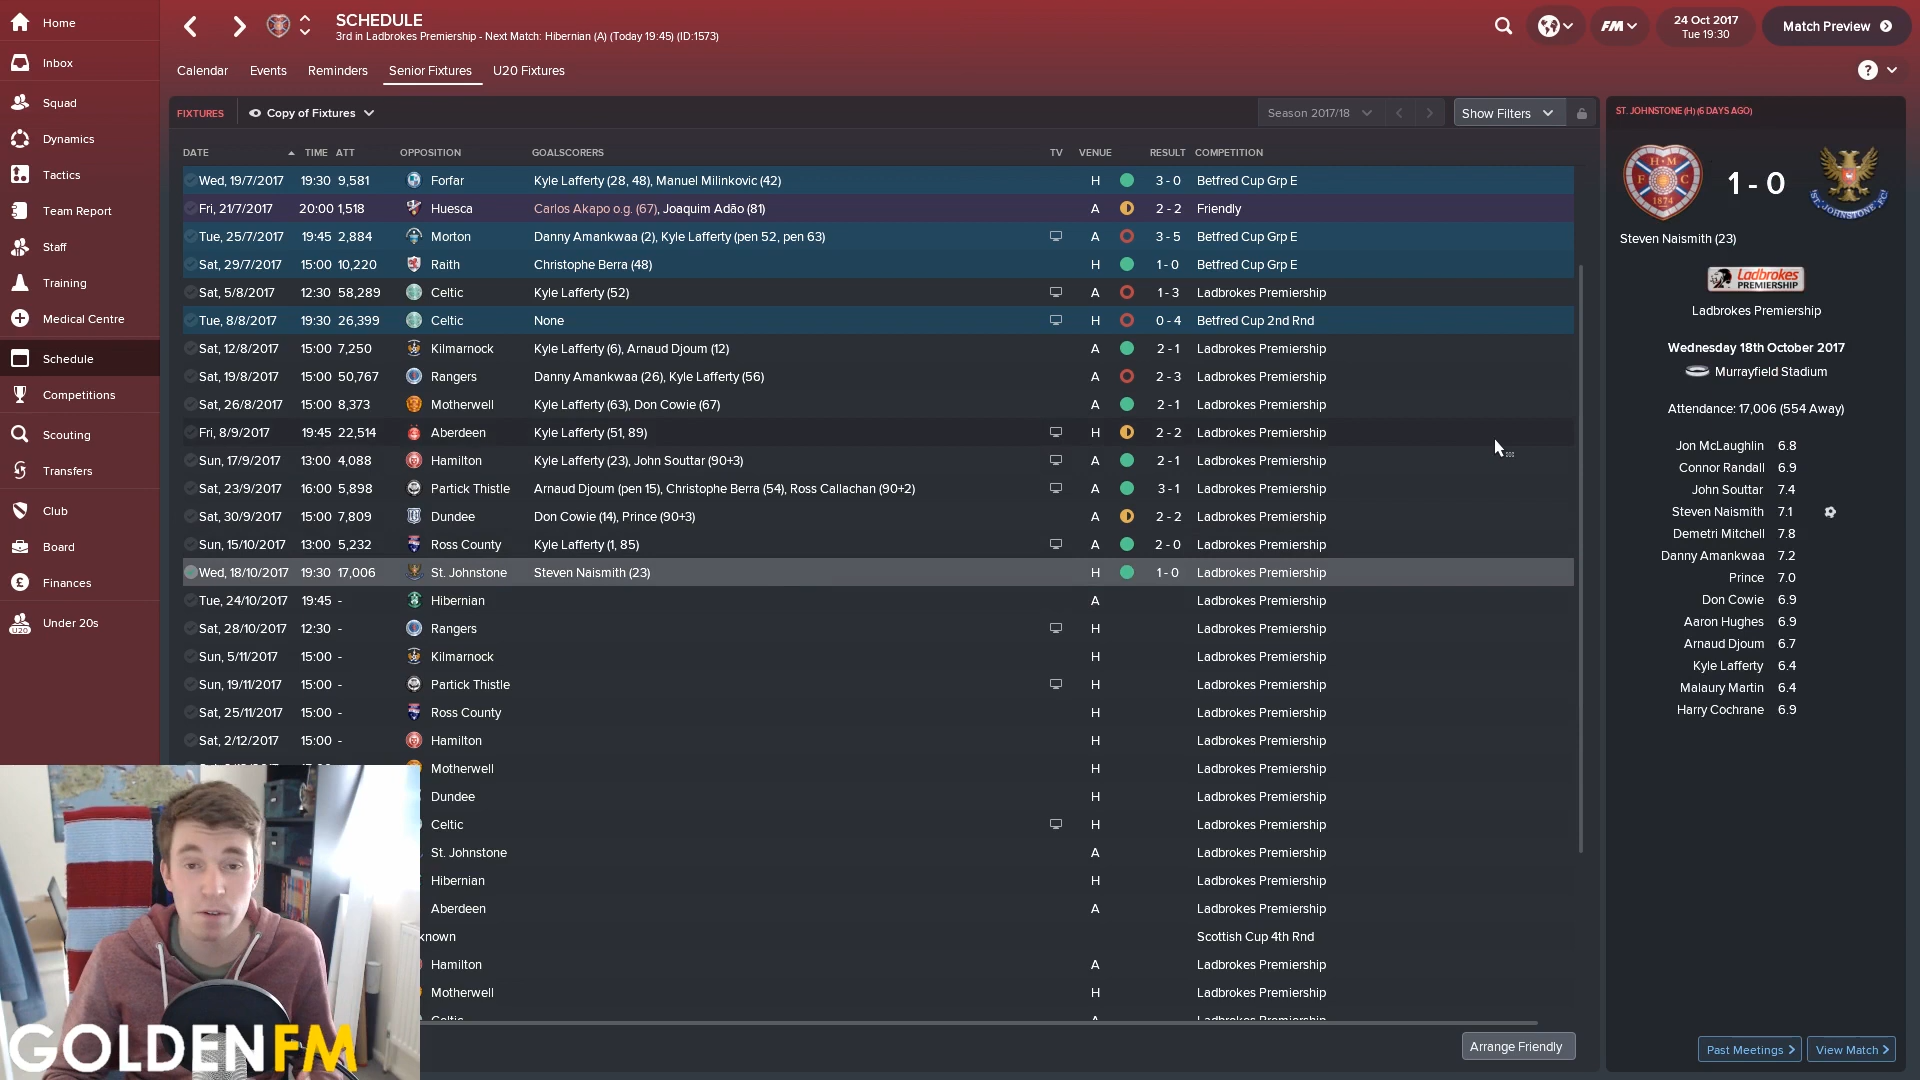 Home
Inbox
Squad
Dynamics
Tactics
Team Report
Staff
Training
Medical Centre
Schedule
Competitions
Scouting
Transfers
Club
Board
Finances
Under 20s
SCHEDULE
3rd in Ladbrokes Premiership - Next Match: Hibernian (A) (Today 19:45) (ID:1573)
FM
24 Oct 2017
Tue 19:30
Match Preview
Calendar Events Reminders Senior Fixtures U20 Fixtures
?
FIXTURES Copy of Fixtures Season 2017/18 Show Filters
DATE TIME ATT OPPOSITION GOALSCORERS TV VENUE RESULT COMPETITION
Wed, 19/7/2017 19:30 9,581 Forfar Kyle Lafferty (28, 48), Manuel Milinkovic (42) H 3 - 0 Betfred Cup Grp E
Fri, 21/7/2017 20:00 1,518 Huesca Carlos Akapo o.g. (67), Joaquim Adão (81) A 2 - 2 Friendly
Tue, 25/7/2017 19:45 2,884 Morton Danny Amankwaa (2), Kyle Lafferty (pen 52, pen 63) A 3 - 5 Betfred Cup Grp E
Sat, 29/7/2017 15:00 10,220 Raith Christophe Berra (48) H 1 - 0 Betfred Cup Grp E
Sat, 5/8/2017 12:30 58,289 Celtic Kyle Lafferty (52) A 1 - 3 Ladbrokes Premiership
Tue, 8/8/2017 19:30 26,399 Celtic None H 0 - 4 Betfred Cup 2nd Rnd
Sat, 12/8/2017 15:00 7,250 Kilmarnock Kyle Lafferty (6), Arnaud Djoum (12) A 2 - 1 Ladbrokes Premiership
Sat, 19/8/2017 15:00 50,767 Rangers Danny Amankwaa (26), Kyle Lafferty (56) A 2 - 3 Ladbrokes Premiership
Sat, 26/8/2017 15:00 8,373 Motherwell Kyle Lafferty (63), Don Cowie (67) A 2 - 1 Ladbrokes Premiership
Fri, 8/9/2017 19:45 22,514 Aberdeen Kyle Lafferty (51, 89) H 2 - 2 Ladbrokes Premiership
Sun, 17/9/2017 13:00 4,088 Hamilton Kyle Lafferty (23), John Souttar (90+3) A 2 - 1 Ladbrokes Premiership
Sat, 23/9/2017 16:00 5,898 Partick Thistle Arnaud Djoum (pen 15), Christophe Berra (54), Ross Callachan (90+2) A 3 - 1 Ladbrokes Premiership
Sat, 30/9/2017 15:00 7,809 Dundee Don Cowie (14), Prince (90+3) A 2 - 2 Ladbrokes Premiership
Sun, 15/10/2017 13:00 5,232 Ross County Kyle Lafferty (1, 85) A 2 - 0 Ladbrokes Premiership
Wed, 18/10/2017 19:30 17,006 St. Johnstone Steven Naismith (23) H 1 - 0 Ladbrokes Premiership
Tue, 24/10/2017 19:45 - Hibernian A Ladbrokes Premiership
Sat, 28/10/2017 12:30 - Rangers H Ladbrokes Premiership
Sun, 5/11/2017 15:00 - Kilmarnock H Ladbrokes Premiership
Sun, 19/11/2017 15:00 - Partick Thistle H Ladbrokes Premiership
Sat, 25/11/2017 15:00 - Ross County H Ladbrokes Premiership
Sat, 2/12/2017 15:00 - Hamilton H Ladbrokes Premiership
Motherwell H Ladbrokes Premiership
Dundee H Ladbrokes Premiership
Celtic H Ladbrokes Premiership
St. Johnstone A Ladbrokes Premiership
Hibernian H Ladbrokes Premiership
Aberdeen A Ladbrokes Premiership
known Scottish Cup 4th Rnd
Hamilton A Ladbrokes Premiership
Motherwell H Ladbrokes Premiership
Arrange Friendly
ST. JOHNSTONE (H) (6 DAYS AGO)
H M
F C
1874
1 - 0
ST. JOHNSTONE FC
Steven Naismith (23)
Ladbrokes
PREMIERSHIP
Ladbrokes Premiership
Wednesday 18th October 2017
Murrayfield Stadium
Attendance: 17,006 (554 Away)
Jon McLaughlin 6.8
Connor Randall 6.9
John Souttar 7.4
Steven Naismith 7.1
Demetri Mitchell 7.8
Danny Amankwaa 7.2
Prince 7.0
Don Cowie 6.9
Aaron Hughes 6.9
Arnaud Djoum 6.7
Kyle Lafferty 6.4
Malaury Martin 6.4
Harry Cochrane 6.9
Past Meetings View Match
GOLDENFM